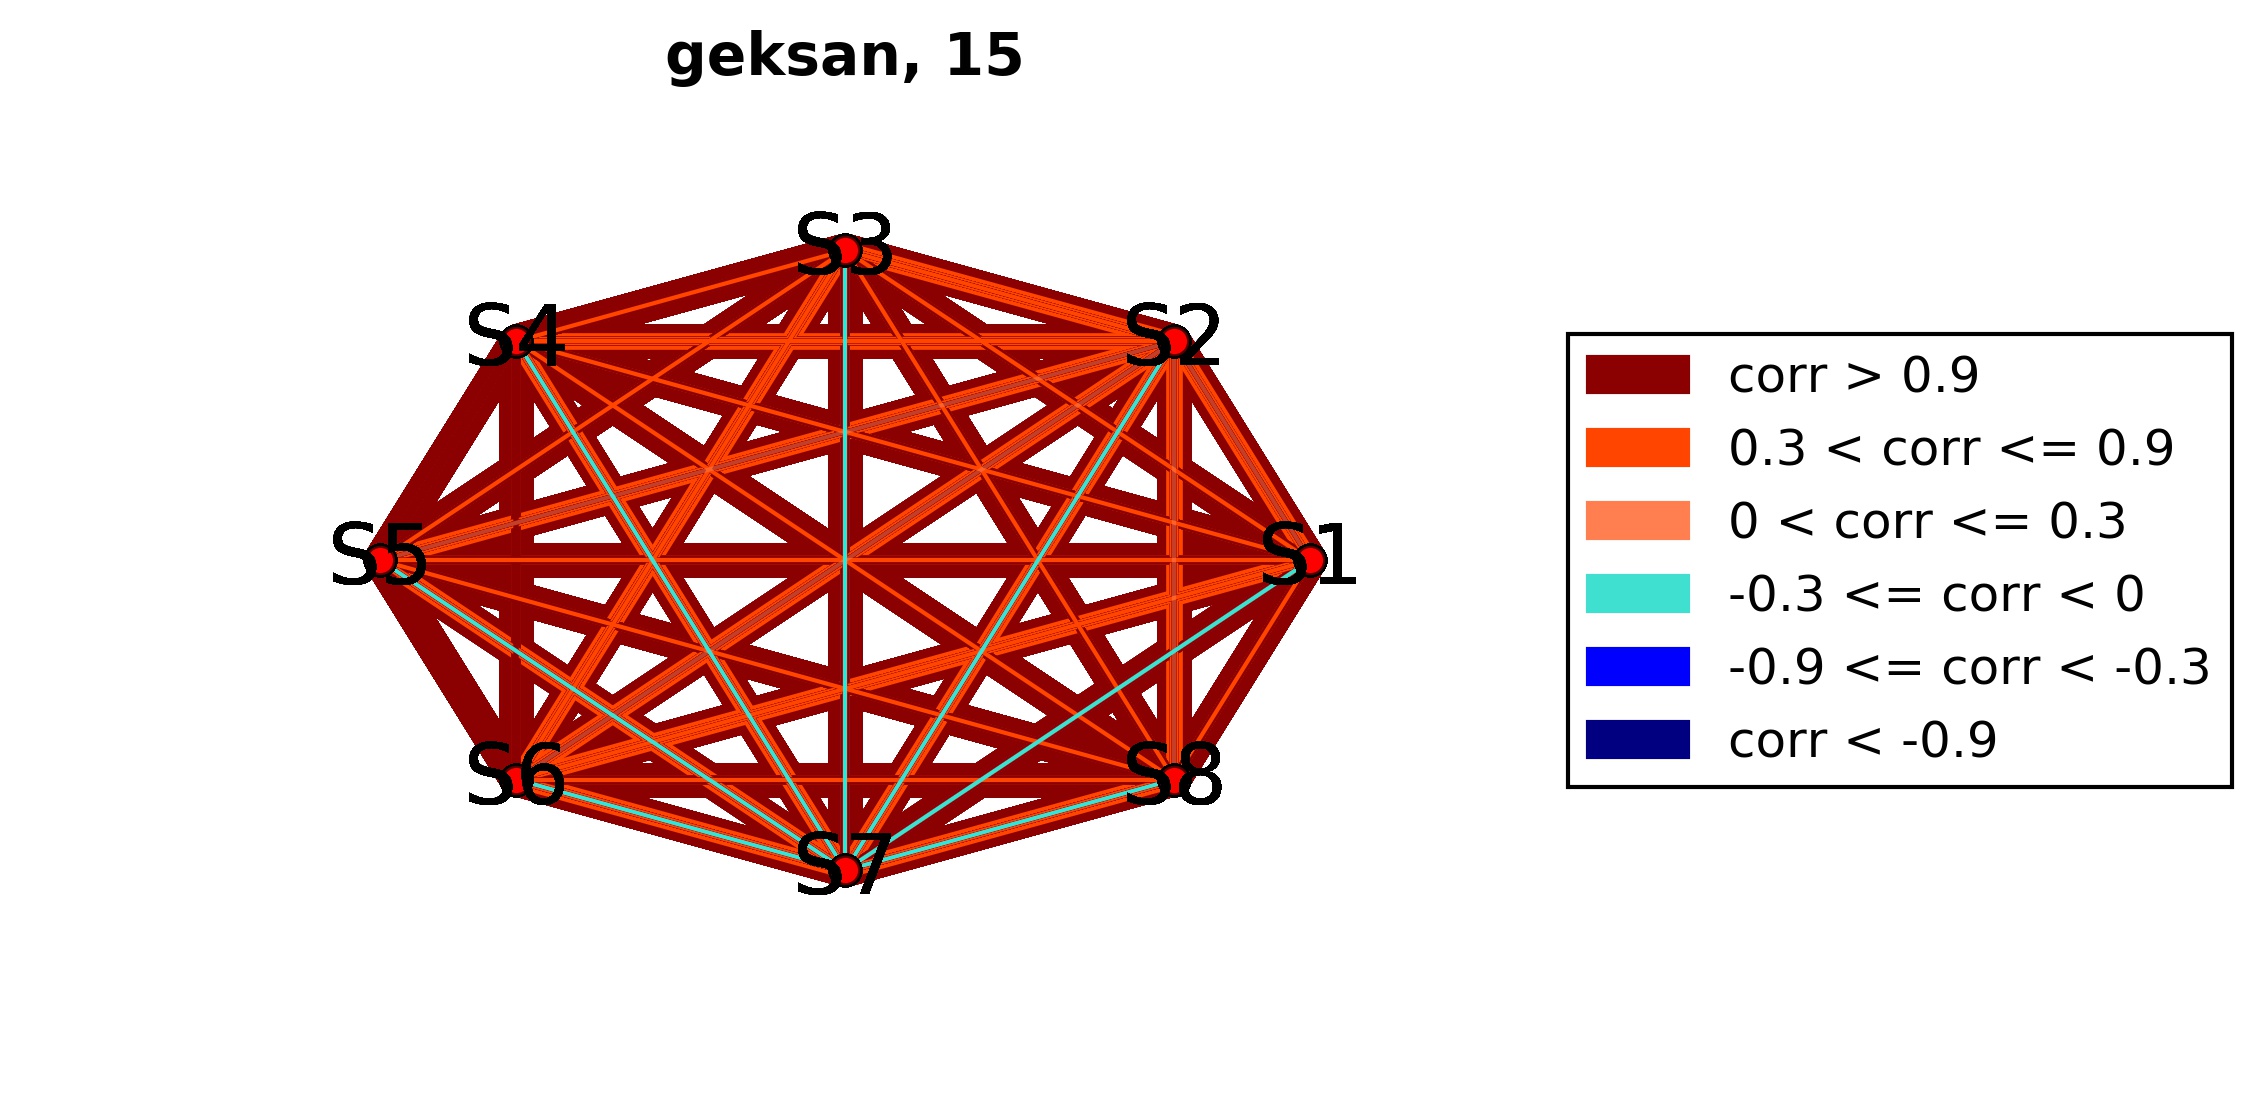 geksan, 15
S3
S4
S2
S5
S1
S6
S8
S7
corr > 0.9
0.3 < corr <= 0.9
0 < corr <= 0.3
-0.3 <= corr < 0
-0.9 <= corr < -0.3
corr < -0.9